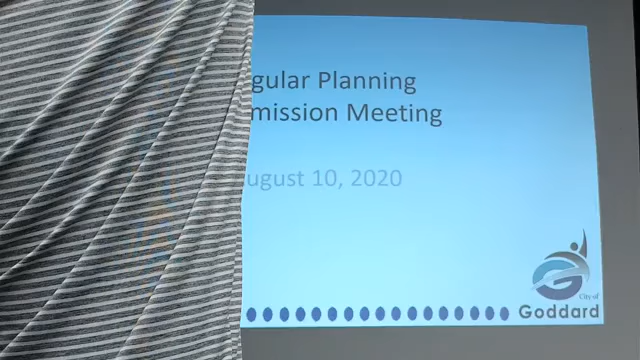 gular Planning
mission Meeting
ugust 10, 2020
City of
Goddard